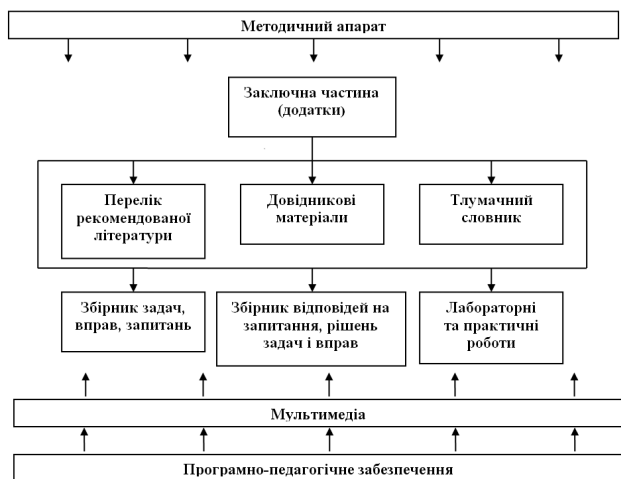 Методичний апарат
Заключна частина
(додатки)
Перелік
рекомендованої
літератури
Довідникові
матеріали
Тлумачний
словник
Збірник задач,
вправ, запитань
Збірник відповідей на
запитання, рішень
задач і вправ
Лабораторні
та практичні
роботи
Мультимедіа
Програмно-педагогічне забезпечення